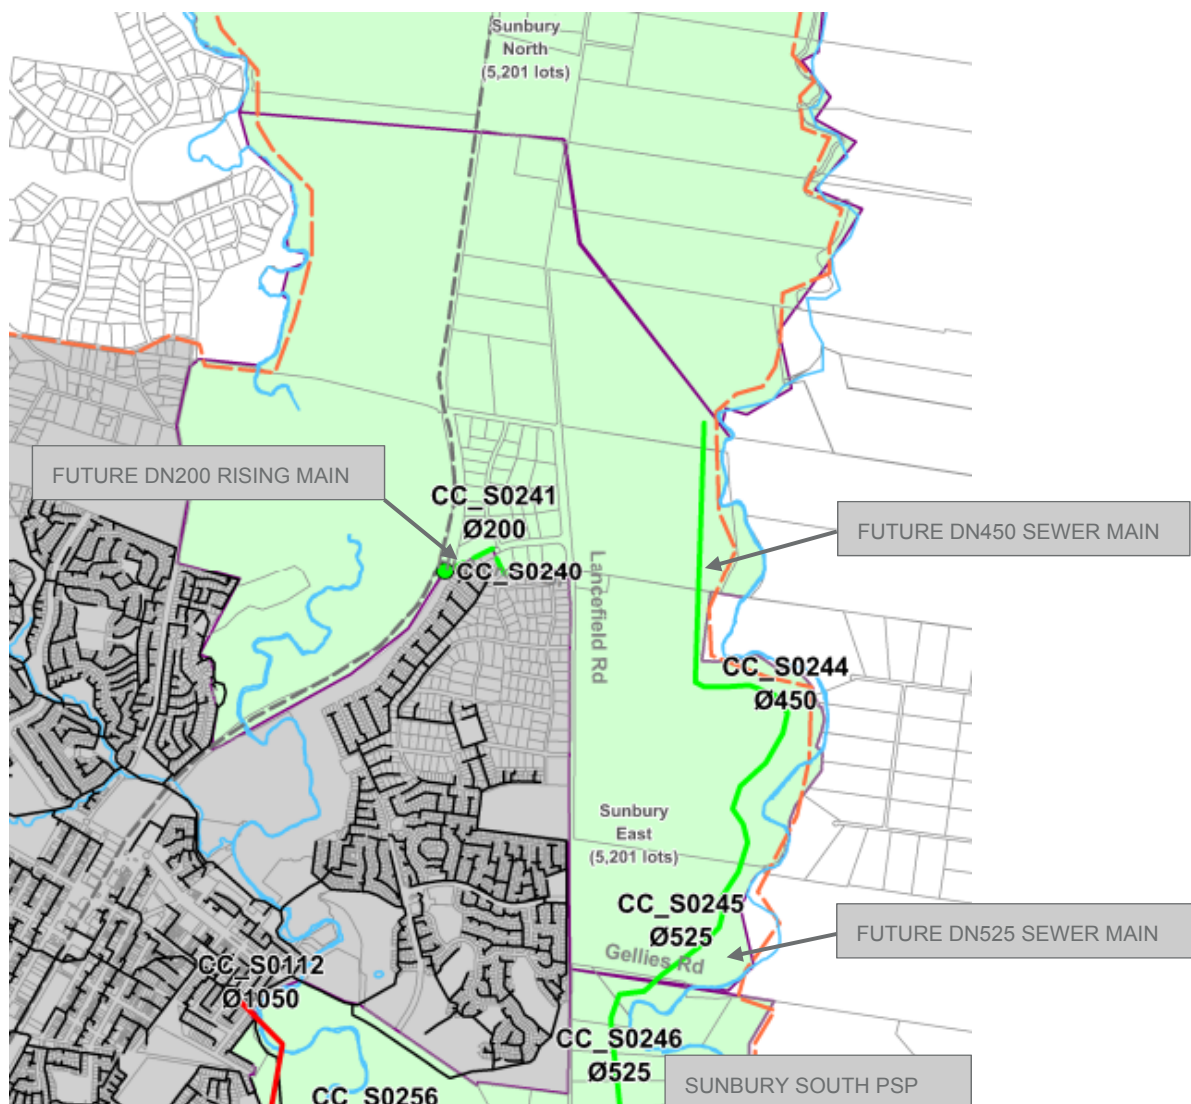 Sunbury
North
(5,201 lots)
FUTURE DN200 RISING MAIN
CC_S0241
Ø200
CC_S0240
FUTURE DN450 SEWER MAIN
Lancefield Rd
CC_S0244
Ø450
Sunbury
East
(5,201 lots)
CC_S0245
Ø525
FUTURE DN525 SEWER MAIN
Gellies Rd
CC_S0112
Ø1050
CC_S0246
Ø525
SUNBURY SOUTH PSP
CC_S0256